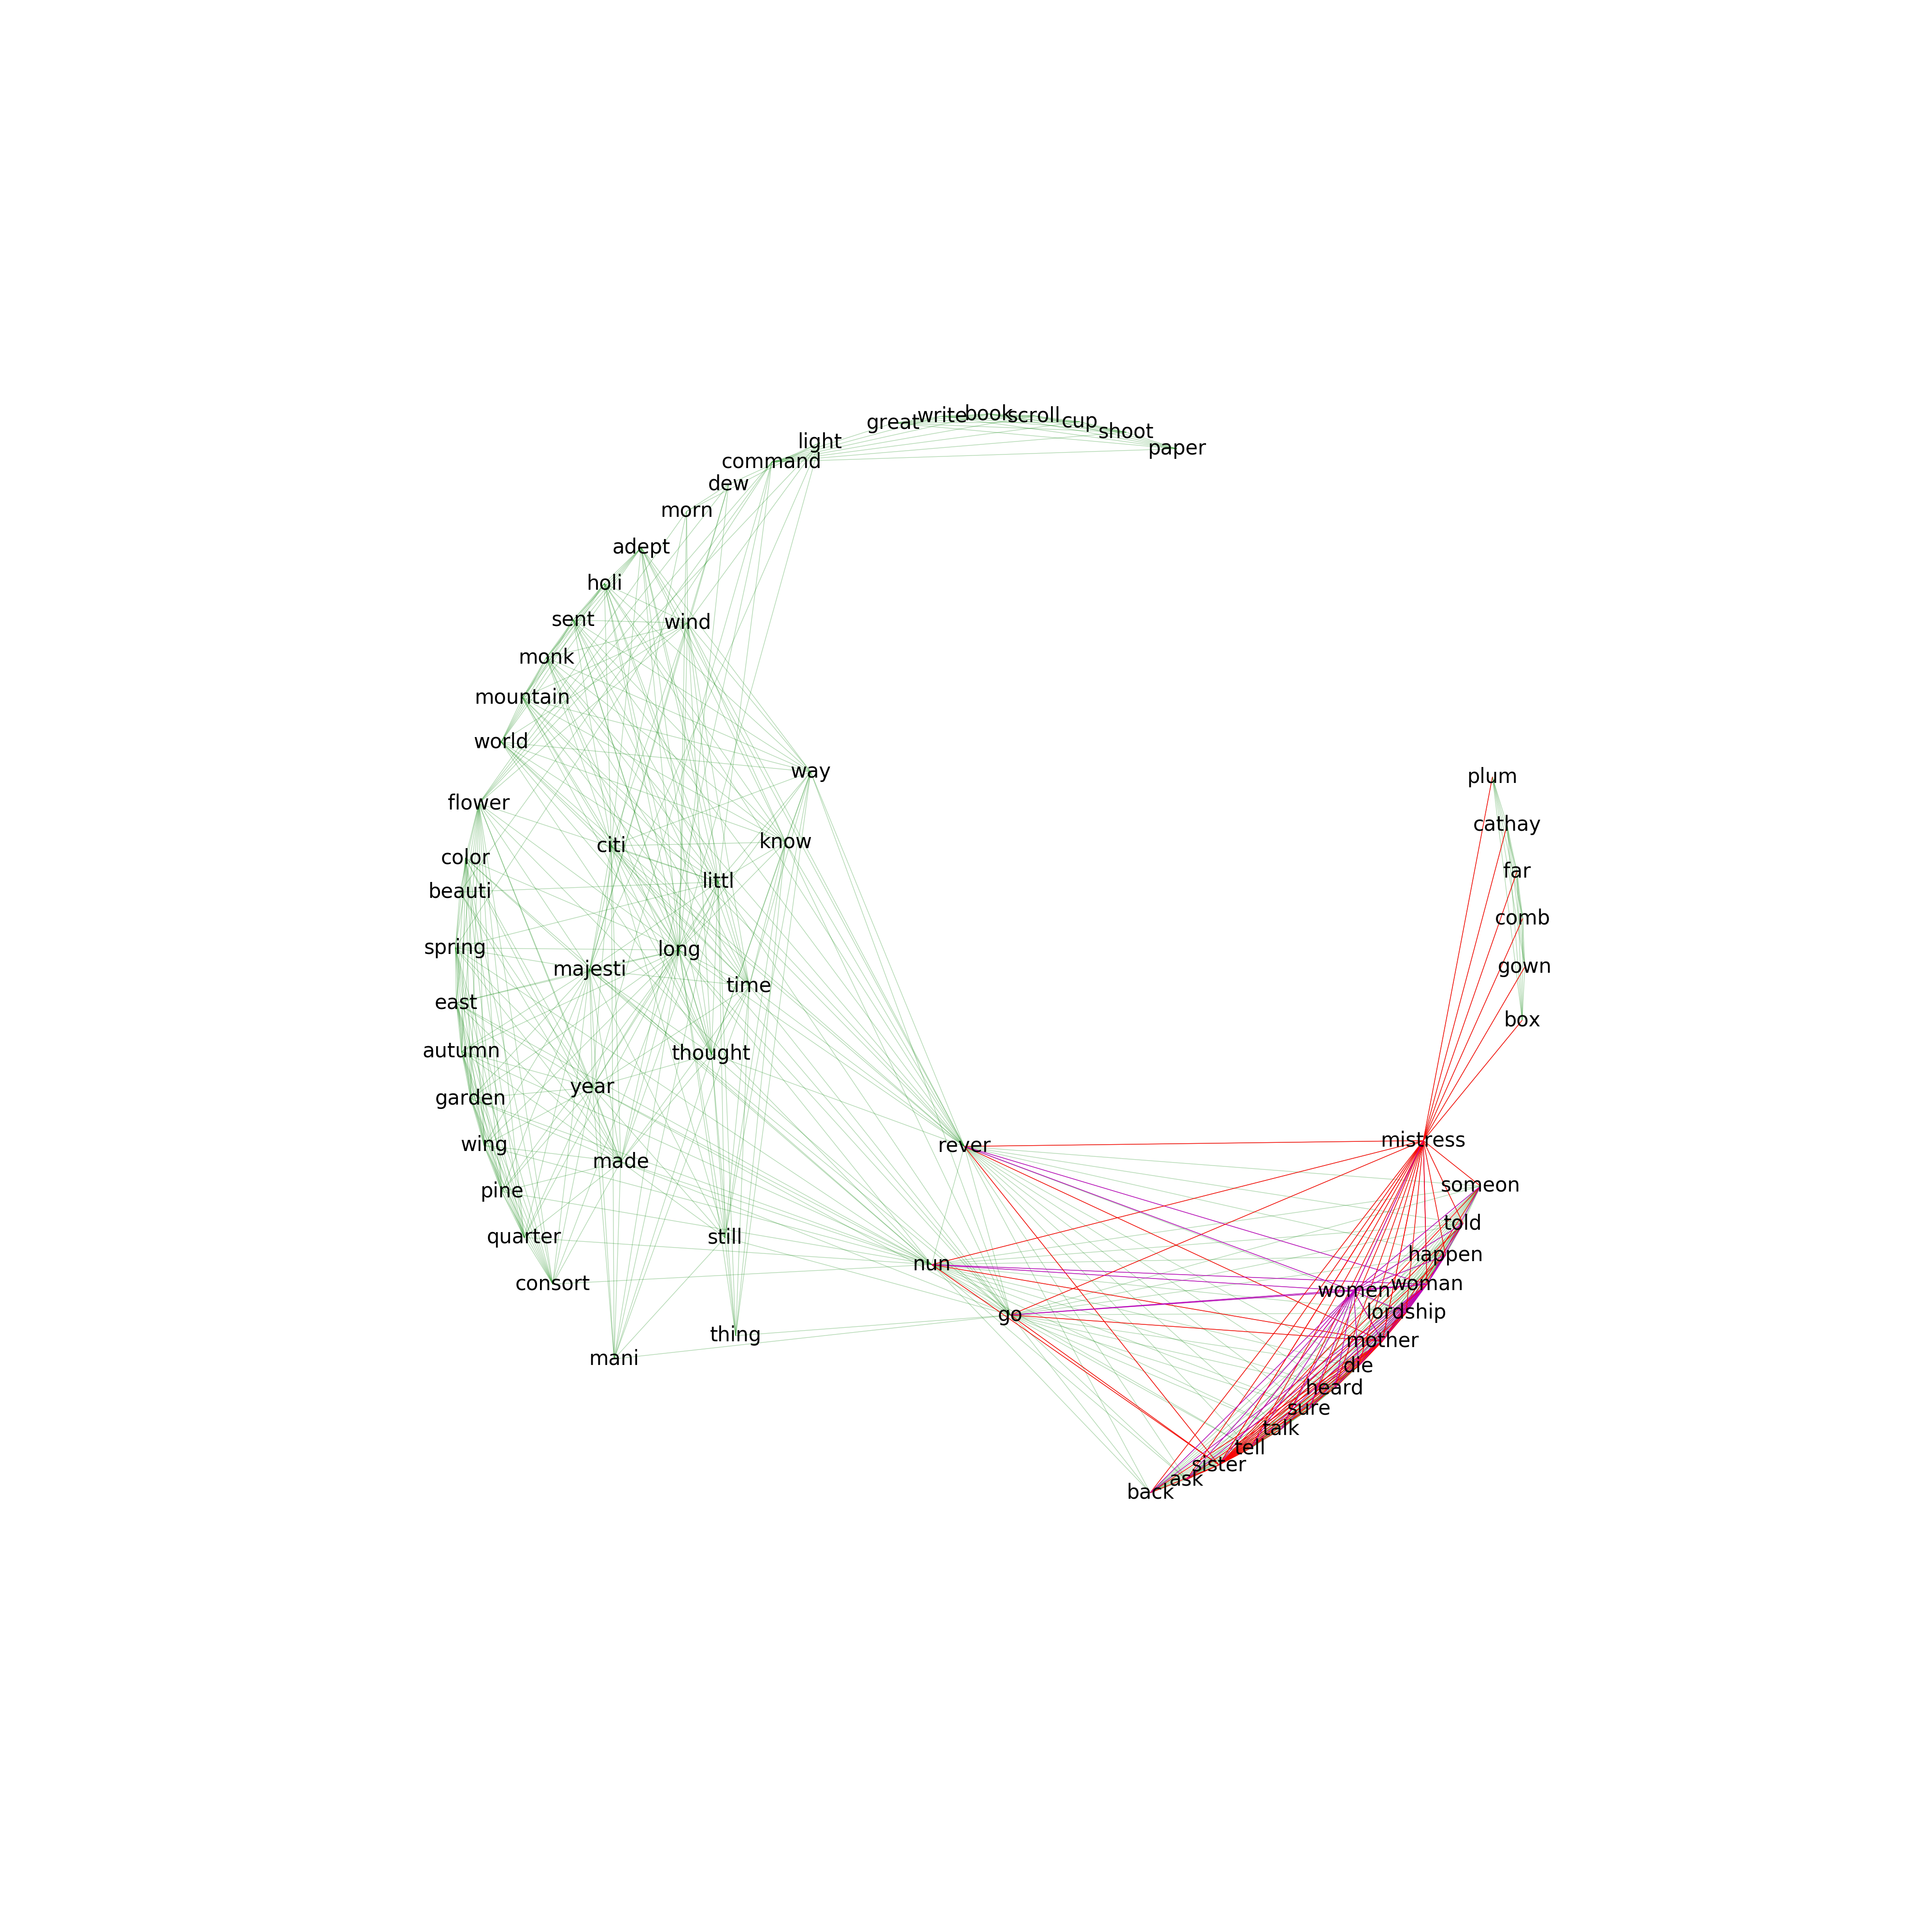 great
write
book
scroll
cup
shoot
paper
light
command
dew
morn
adept
holi
sent
wind
monk
mountain
world
way
plum
flower
cathay
citi
know
color
far
littl
beauti
comb
spring
long
majesti
gown
time
east
box
autumn
thought
year
garden
wing
rever
mistress
made
pine
someon
told
quarter
still
happen
nun
consort
women
woman
go
lordship
thing
mother
mani
die
heard
sure
talk
tell
sister
ask
back